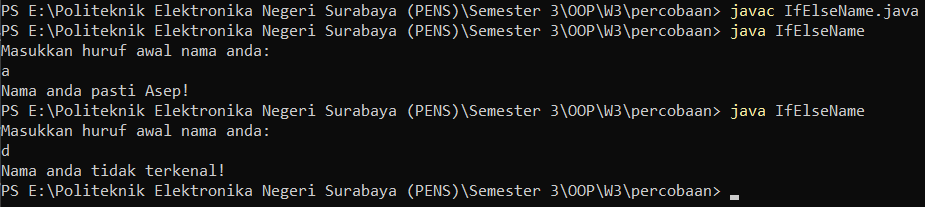 PS E:\Politeknik Elektronika Negeri Surabaya (PENS)\Semester 3\OOP\W3\percobaan> javac IfElseName.java
PS E:\Politeknik Elektronika Negeri Surabaya (PENS)\Semester 3\OOP\W3\percobaan> java IfElseName
Masukkan huruf awal nama anda:
a
Nama anda pasti Asep!
PS E:\Politeknik Elektronika Negeri Surabaya (PENS)\Semester 3\OOP\W3\percobaan> java IfElseName
Masukkan huruf awal nama anda:
d
Nama anda tidak terkenal!
PS E:\Politeknik Elektronika Negeri Surabaya (PENS)\Semester 3\OOP\W3\percobaan>